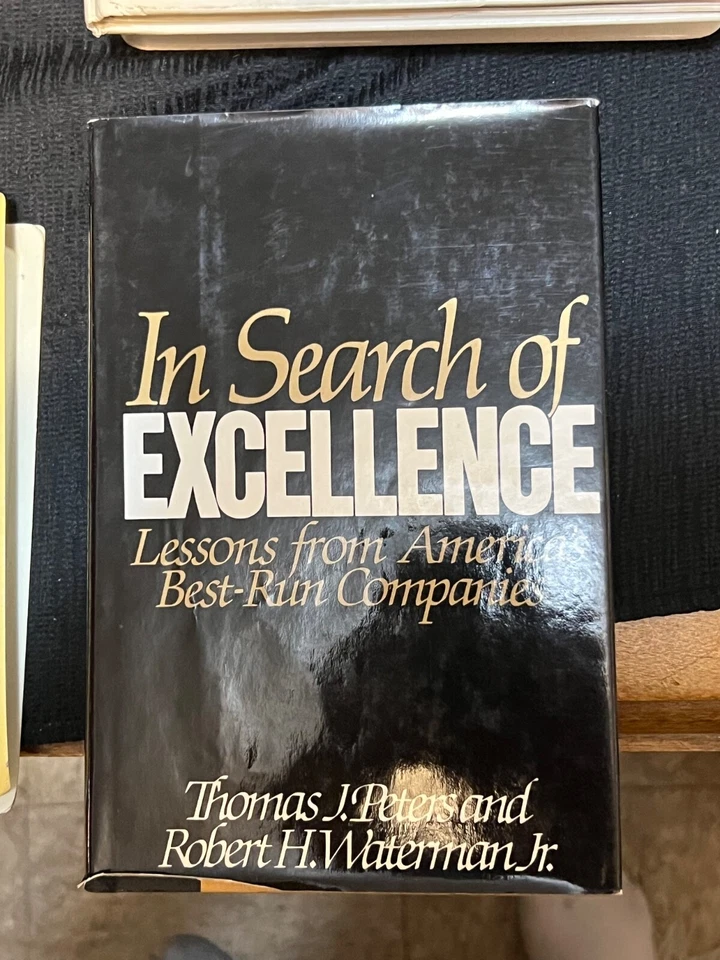 In Search of
EXCELLENCE
Lessons from America's
Best-Run Companies
Thomas J. Peters and
Robert H. Waterman Jr.